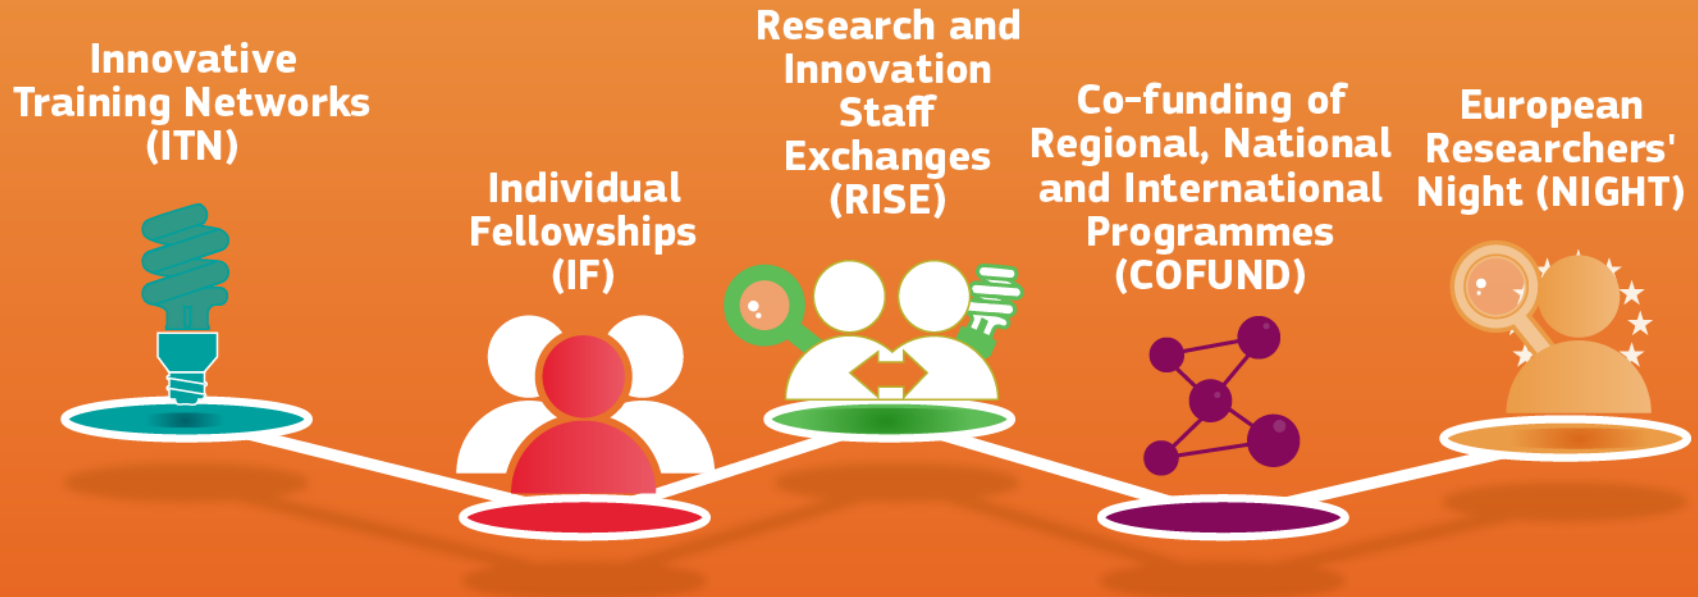 Innovative
Training Networks
(ITN)
Individual
Fellowships
(IF)
Research and
Innovation
Staff
Exchanges
(RISE)
Co-funding of
Regional, National
and International
Programmes
(COFUND)
European
Researchers'
Night (NIGHT)